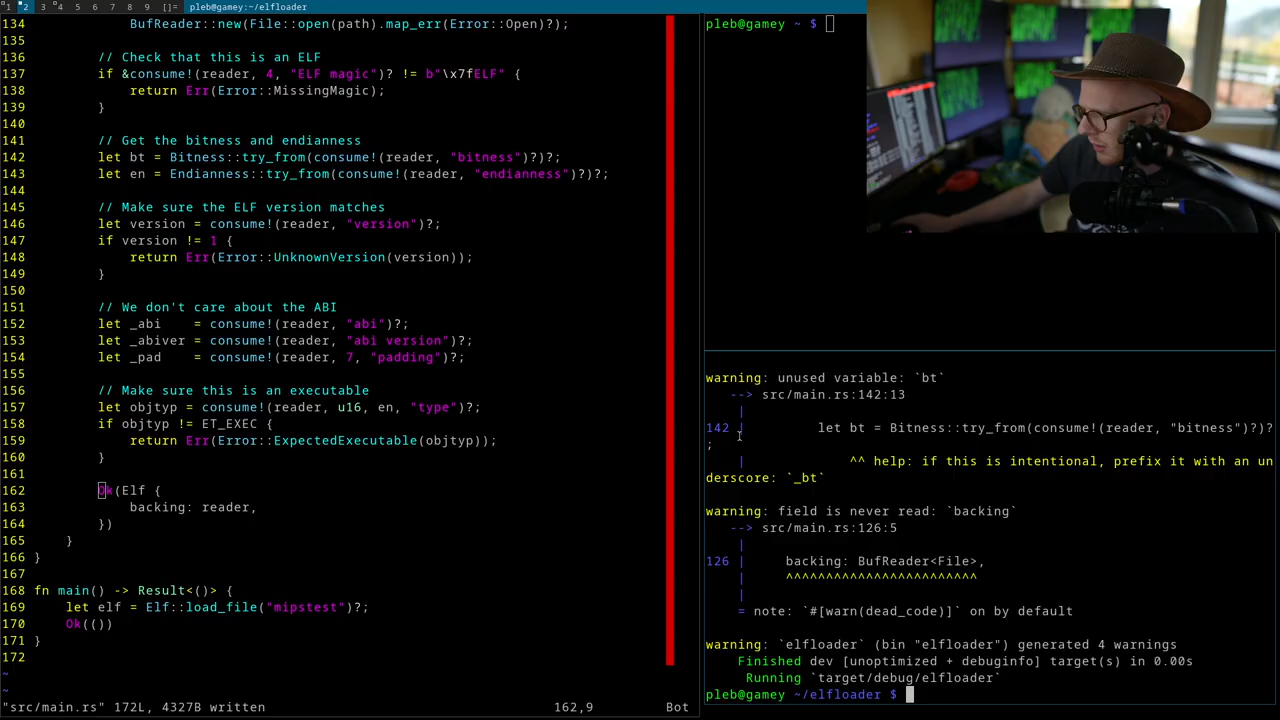 1 2 3 4 5 6 7 8 9 []= pleb@gamey:~/elfloader
134             BufReader::new(File::open(path).map_err(Error::Open)?);
135
136         // Check that this is an ELF
137         if &consume!(reader, 4, "ELF magic")? != b"\x7fELF" {
138             return Err(Error::MissingMagic);
139         }
140
141         // Get the bitness and endianness
142         let bt = Bitness::try_from(consume!(reader, "bitness")?)?;
143         let en = Endianness::try_from(consume!(reader, "endianness")?)?;
144
145         // Make sure the ELF version matches
146         let version = consume!(reader, "version")?;
147         if version != 1 {
148             return Err(Error::UnknownVersion(version));
149         }
150
151         // We don't care about the ABI
152         let _abi    = consume!(reader, "abi")?;
153         let _abiver = consume!(reader, "abi version")?;
154         let _pad    = consume!(reader, 7, "padding")?;
155
156         // Make sure this is an executable
157         let objtyp = consume!(reader, u16, en, "type")?;
158         if objtyp != ET_EXEC {
159             return Err(Error::ExpectedExecutable(objtyp));
160         }
161
162         Ok(Elf {
163             backing: reader,
164         })
165     }
166 }
167
168 fn main() -> Result<()> {
169     let elf = Elf::load_file("mipstest")?;
170     Ok(())
171 }
172
~
~
"src/main.rs" 172L, 4327B written 162,9 Bot
pleb@gamey ~ $
warning: unused variable: `bt`
   --> src/main.rs:142:13
    |
142 |         let bt = Bitness::try_from(consume!(reader, "bitness")?)?
;
    |             ^^ help: if this is intentional, prefix it with an un
derscore: `_bt`
warning: field is never read: `backing`
   --> src/main.rs:126:5
    |
126 |     backing: BufReader<File>,
    |     ^^^^^^^^^^^^^^^^^^^^^^^^
    |
    = note: `#[warn(dead_code)]` on by default
warning: `elfloader` (bin "elfloader") generated 4 warnings
    Finished dev [unoptimized + debuginfo] target(s) in 0.00s
     Running `target/debug/elfloader`
pleb@gamey ~/elfloader $